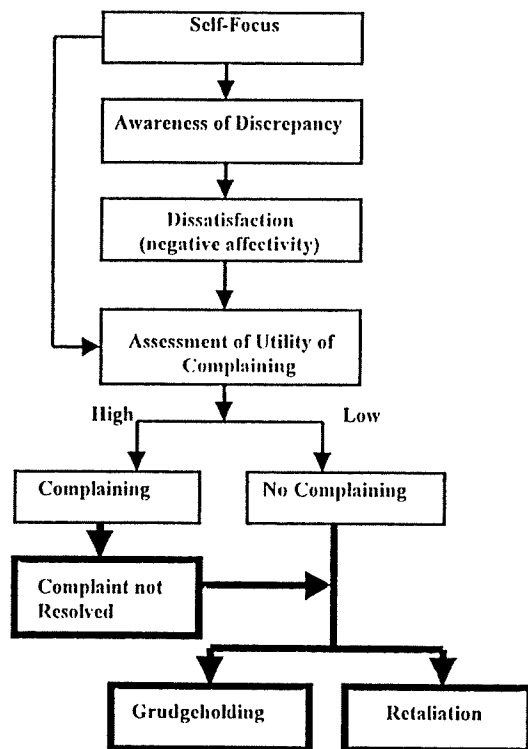 Self-Focus
Awareness of Discrepancy
Dissatisfaction
(negative affectivity)
Assessment of Utility of
Complaining
High
Low
Complaining
No Complaining
Complaint not
Resolved
Grudgeholding
Retaliation